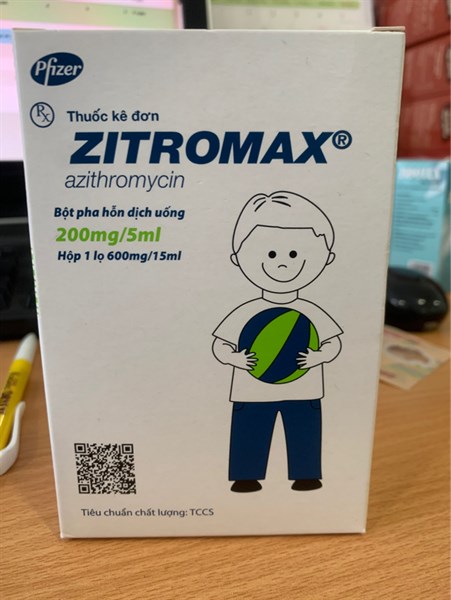 Pfizer
Rx Thuốc kê đơn
ZITROMAX®
azithromycin
Bột pha hỗn dịch uống
200mg/5ml
Hộp 1 lọ 600mg/15ml
Tiêu chuẩn chất lượng: TCCS